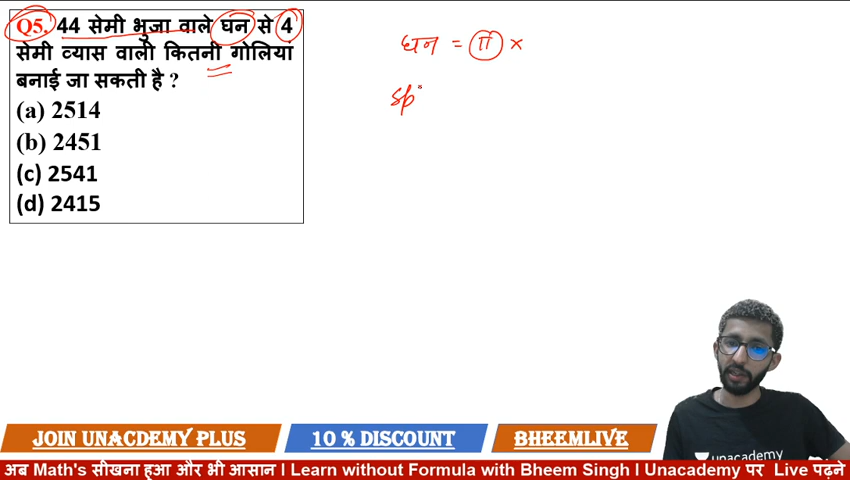 Q5. 44 सेमी भुजा वाले घन से 4
सेमी व्यास वाली कितनी गोलियां
बनाई जा सकती है ?
(a) 2514
(b) 2451
(c) 2541
(d) 2415
घन = π ×
Sp
unacademy
JOIN UNACDEMY PLUS
10 % DISCOUNT
BHEEMLIVE
अब Math's सीखना हुआ और भी आसान l Learn without Formula with Bheem Singh l Unacademy पर Live पढ़ने